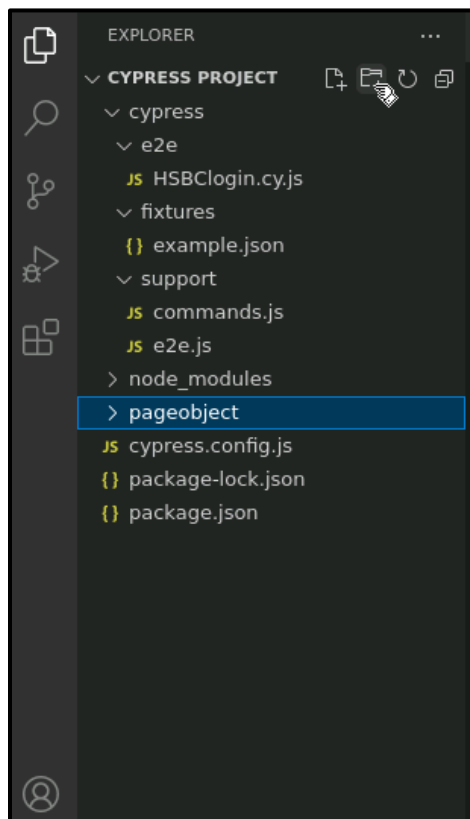 EXPLORER
CYPRESS PROJECT
cypress
e2e
JS HSBClogin.cy.js
fixtures
{} example.json
support
JS commands.js
JS e2e.js
node_modules
pageobject
JS cypress.config.js
{} package-lock.json
{} package.json